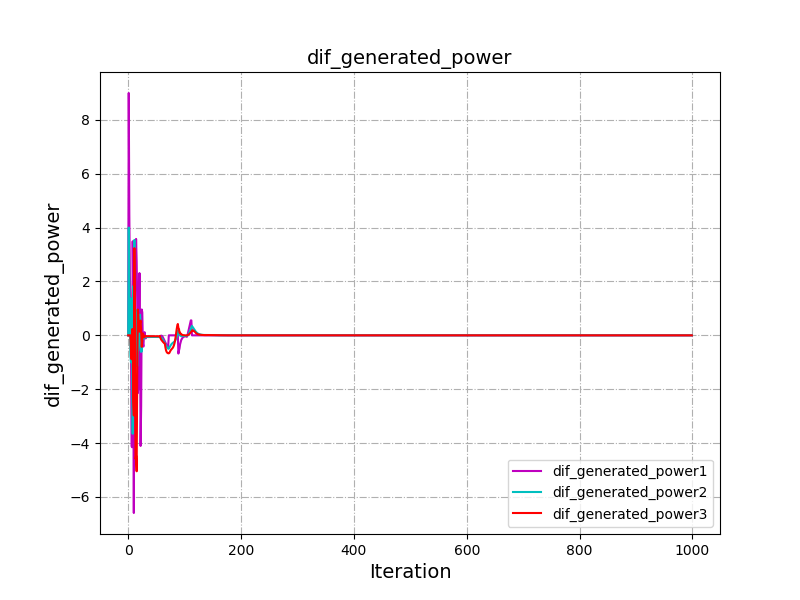 dif_generated_power
dif_generated_power
8
6
4
2
0
−2
−4
−6
0 200 400 600 800 1000
Iteration
dif_generated_power1
dif_generated_power2
dif_generated_power3